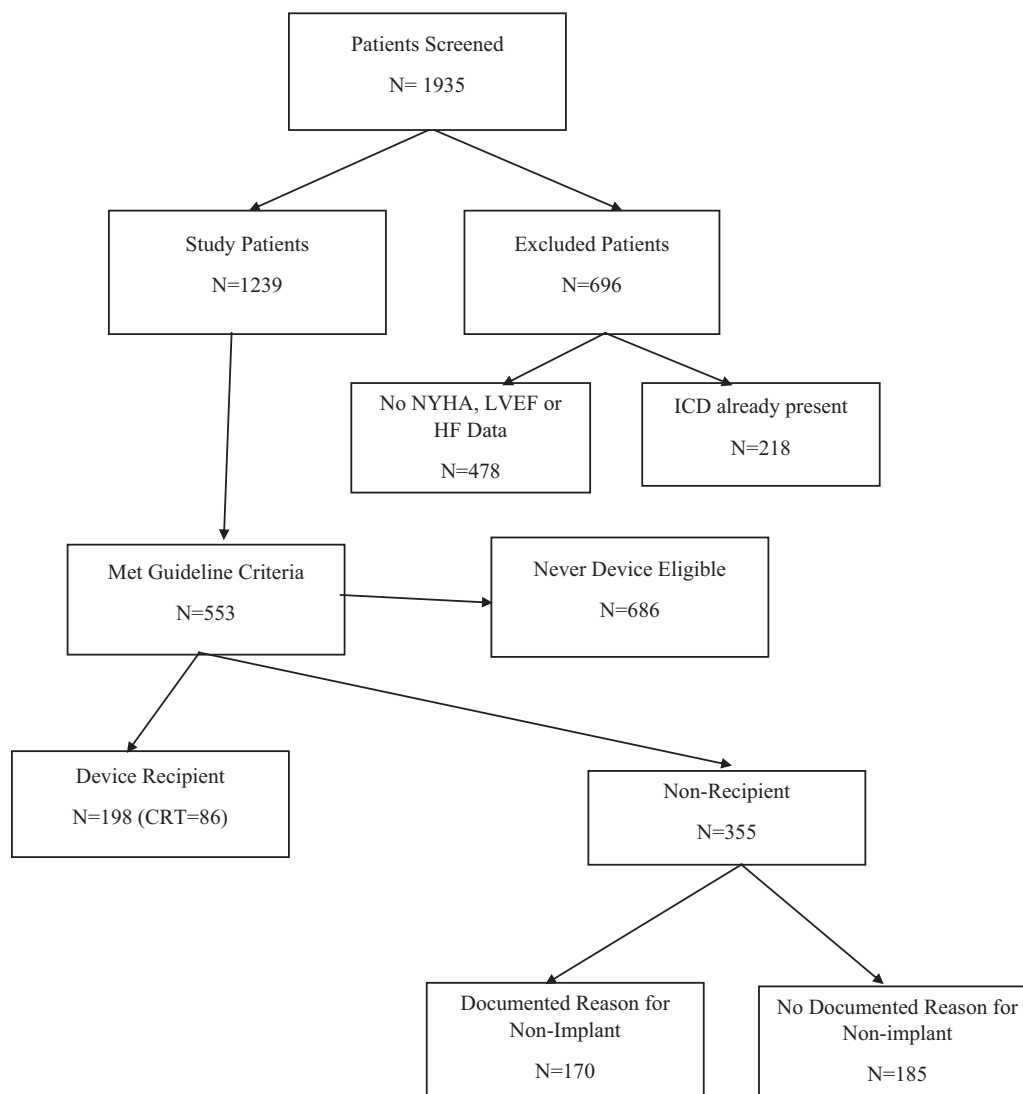 Patients Screened
N= 1935
Study Patients
N=1239
Excluded Patients
N=696
No NYHA, LVEF or
HF Data
N=478
ICD already present
N=218
Met Guideline Criteria
N=553
Never Device Eligible
N=686
Device Recipient
N=198 (CRT=86)
Non-Recipient
N=355
Documented Reason for
Non-Implant
N=170
No Documented Reason for
Non-implant
N=185